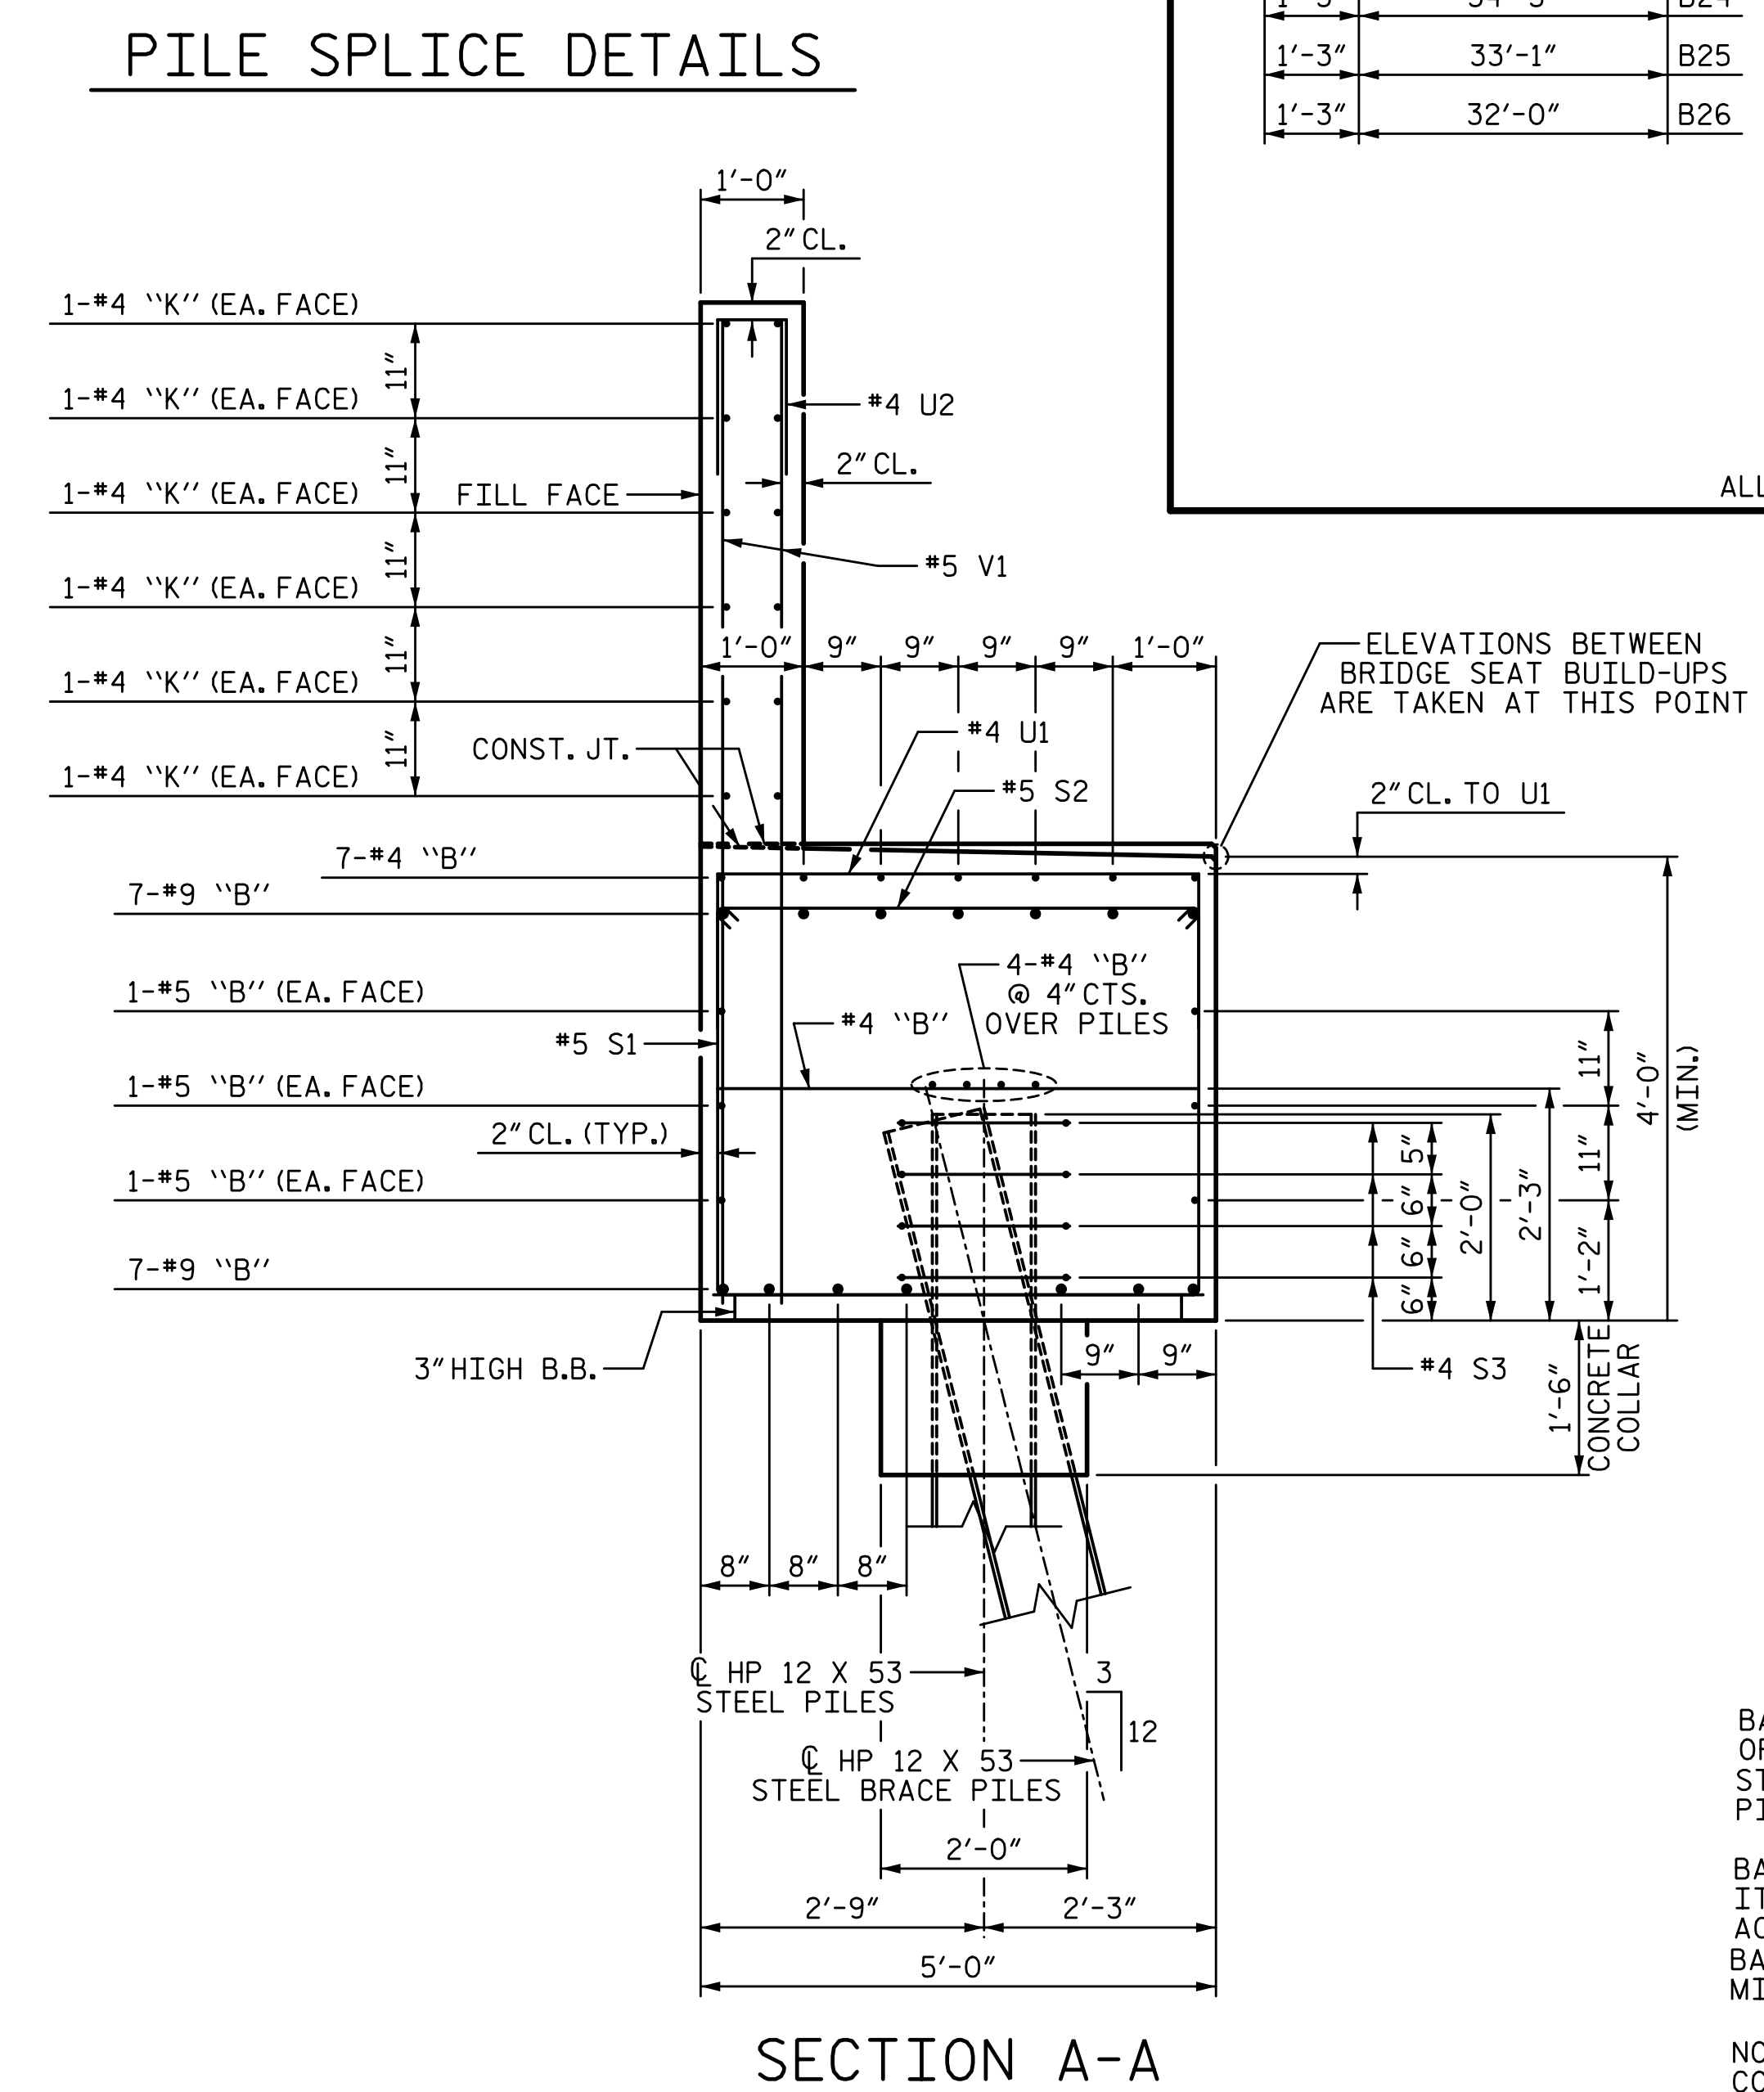 PILE SPLICE DETAILS
1'-3" 33'-1" B25
1'-3" 32'-0" B26
1'-0"
2" CL.
1-#4 "K" (EA. FACE)
11"
1-#4 "K" (EA. FACE)
#4 U2
11"
2" CL.
1-#4 "K" (EA. FACE)
FILL FACE
11"
#5 V1
1-#4 "K" (EA. FACE)
11"
1'-0" 9" 9" 9" 9" 1'-0"
ELEVATIONS BETWEEN
BRIDGE SEAT BUILD-UPS
ARE TAKEN AT THIS POINT
1-#4 "K" (EA. FACE)
11"
#4 U1
CONST. JT.
1-#4 "K" (EA. FACE)
#5 S2
2" CL. TO U1
7-#4 "B"
7-#9 "B"
4-#4 "B"
@ 4" CTS.
OVER PILES
1-#5 "B" (EA. FACE)
#4 "B"
#5 S1
11"
4'-0"
(MIN.)
1-#5 "B" (EA. FACE)
2" CL. (TYP.)
5"
11"
1-#5 "B" (EA. FACE)
6"
2'-0"
2'-3"
6"
1'-2"
7-#9 "B"
6"
3" HIGH B.B.
9" 9"
#4 S3
1'-6"
CONCRETE
COLLAR
8" 8" 8"
℄ HP 12 X 53
STEEL PILES
3
12
℄ HP 12 X 53
STEEL BRACE PILES
2'-0"
2'-9" 2'-3"
5'-0"
SECTION A-A